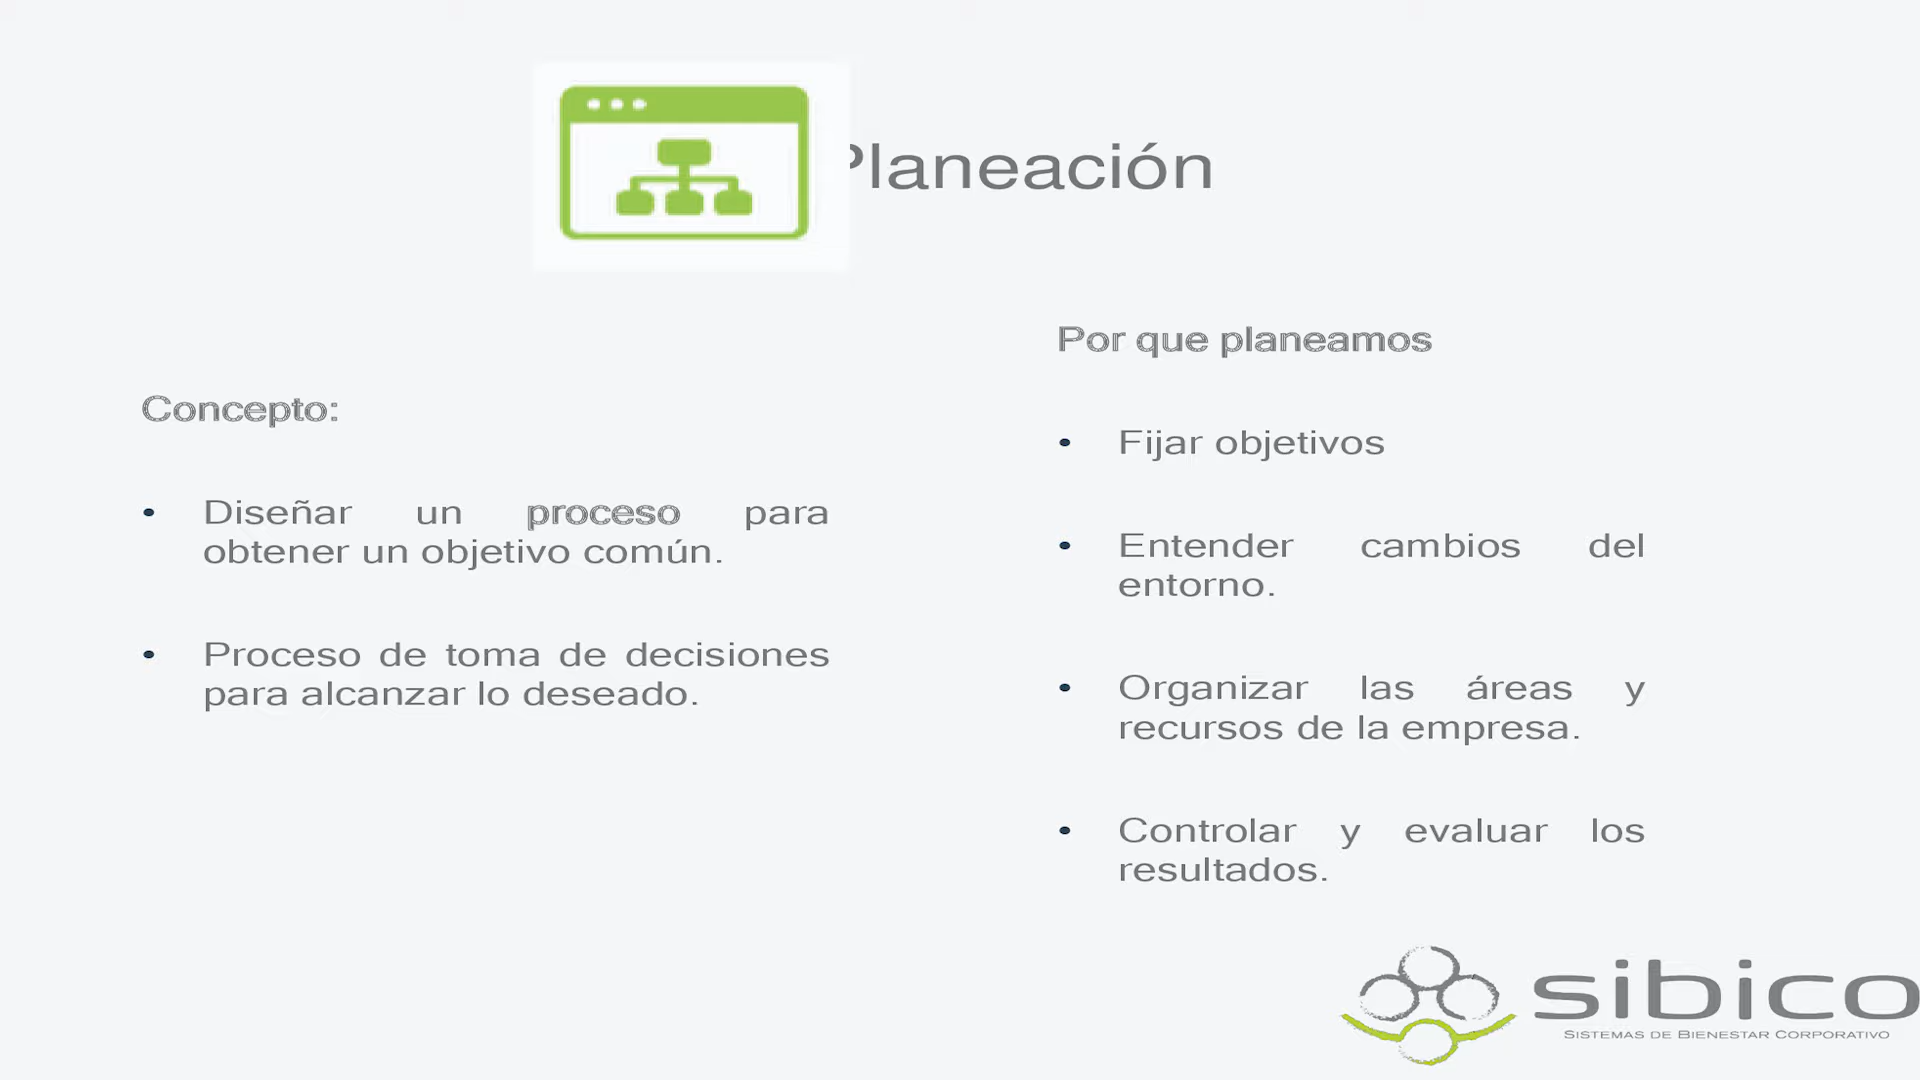 Planeación
Concepto:
• Diseñar un proceso para
obtener un objetivo común.
• Proceso de toma de decisiones
para alcanzar lo deseado.
Por que planeamos
• Fijar objetivos
• Entender cambios del
entorno.
• Organizar las áreas y
recursos de la empresa.
• Controlar y evaluar los
resultados.
sibico
SISTEMAS DE BIENESTAR CORPORATIVO